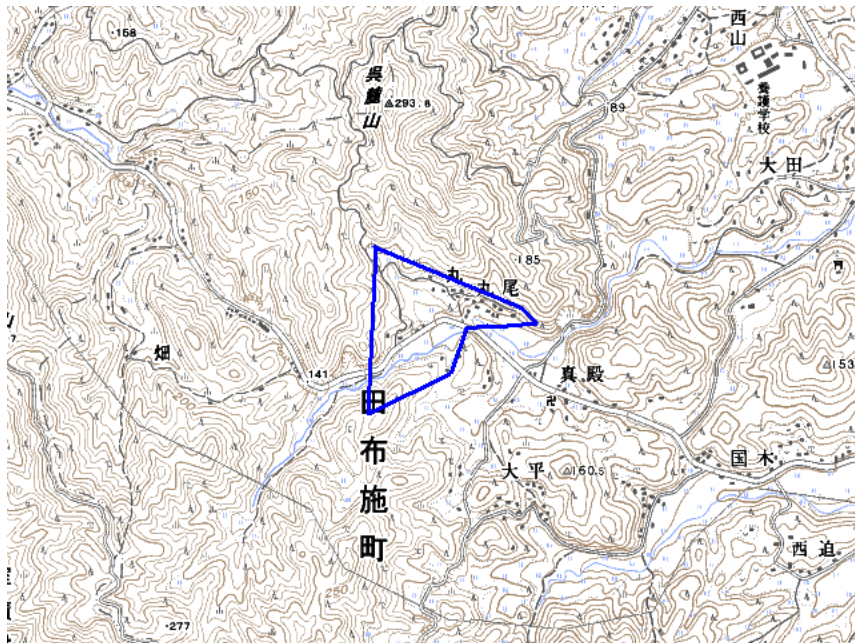 158
呉麓山
293.8
西山
養護学校
89
大田
150
185
丸丸尾
畑
141
200
真殿
153
田布施町
大平
160.5
国木
西迫
250
277